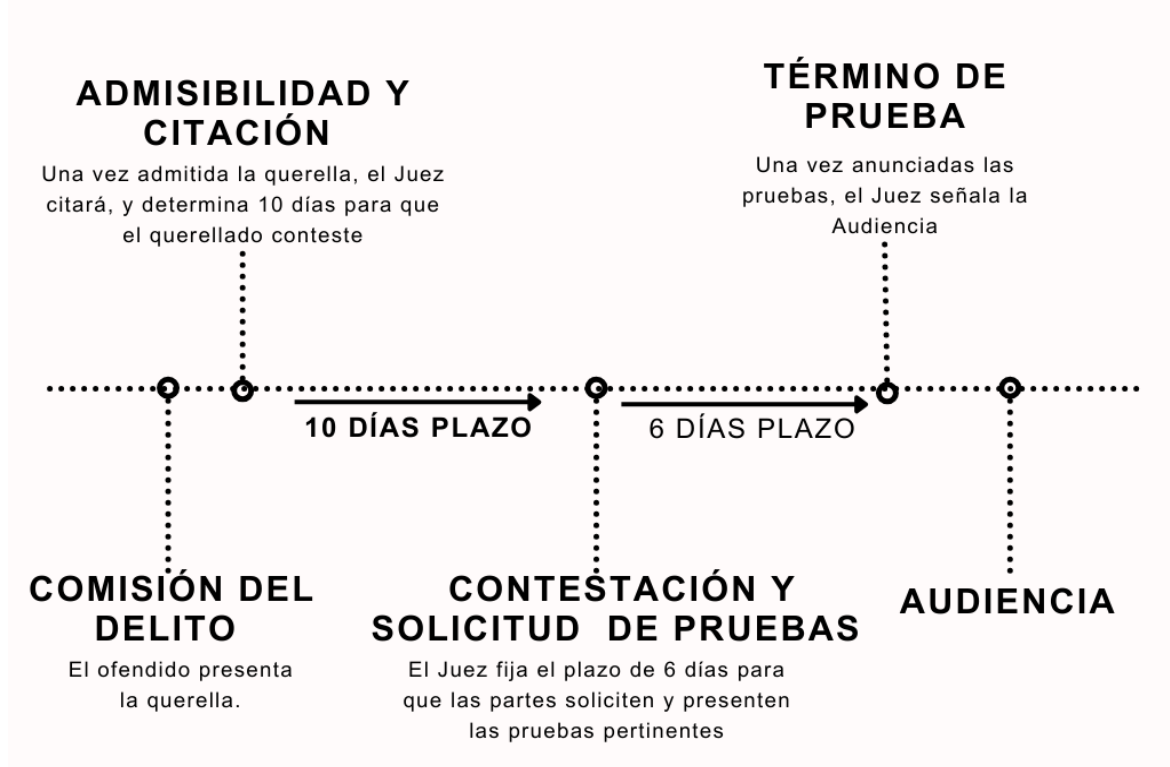 ADMISIBILIDAD Y
CITACIÓN
Una vez admitida la querella, el Juez
citará, y determina 10 días para que
el querellado conteste
TÉRMINO DE
PRUEBA
Una vez anunciadas las
pruebas, el Juez señala la
Audiencia
10 DÍAS PLAZO
6 DÍAS PLAZO
COMISIÓN DEL
DELITO
El ofendido presenta
la querella.
CONTESTACIÓN Y
SOLICITUD DE PRUEBAS
El Juez fija el plazo de 6 días para
que las partes soliciten y presenten
las pruebas pertinentes
AUDIENCIA